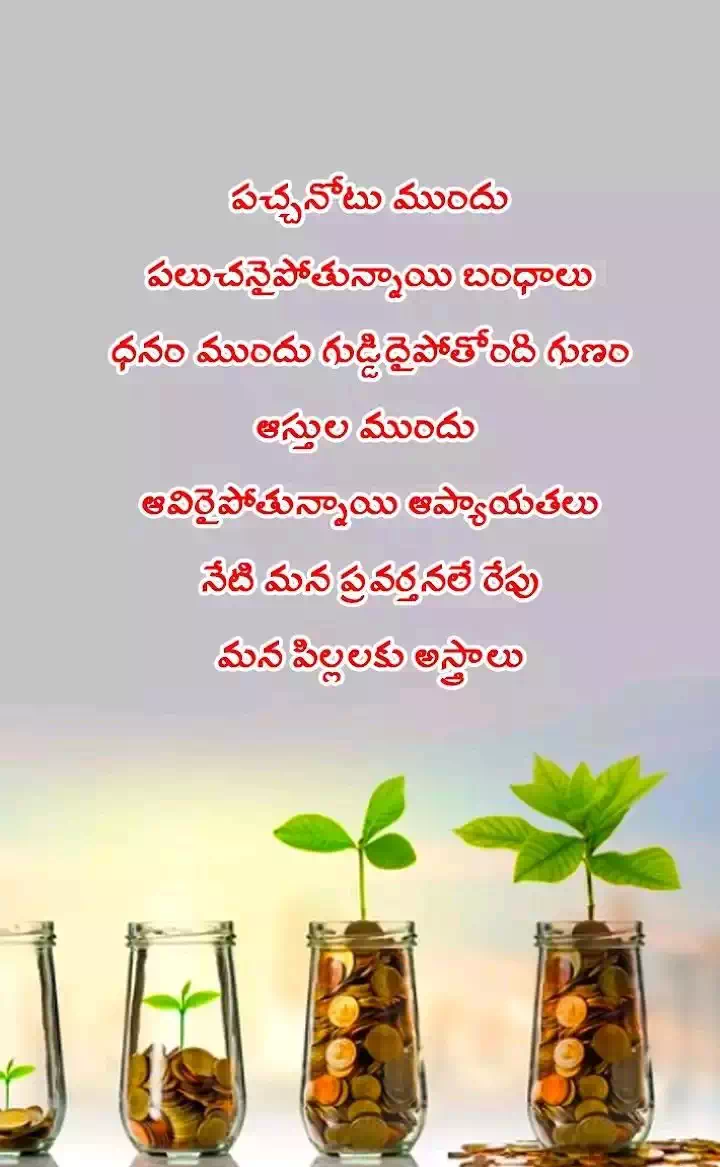 పచ్చనోటు ముందు
పలుచనైపోతున్నాయి బంధాలు
ధనం ముందు గుడ్డిదైపోతోంది గుణం
ఆస్తుల ముందు
ఆవిరైపోతున్నాయి ఆప్యాయతలు
నేటి మన ప్రవర్తనలే రేపు
మన పిల్లలకు అస్త్రాలు